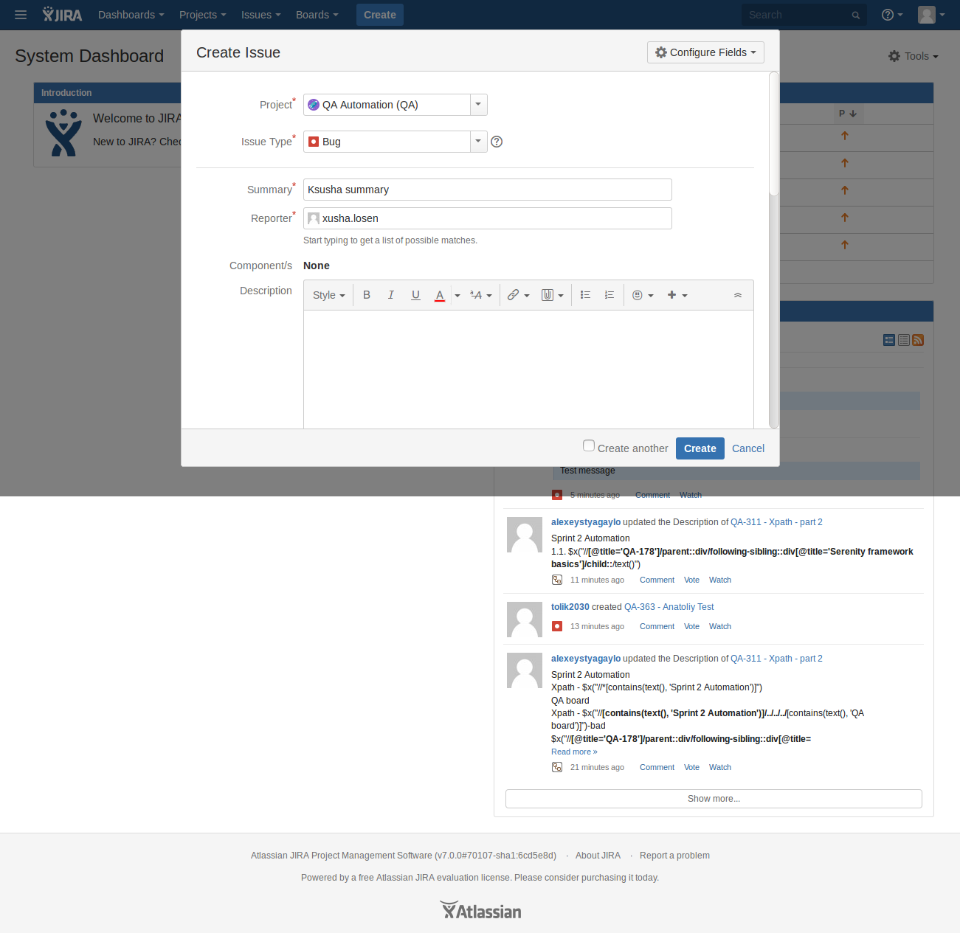 JIRA Dashboards Projects Issues Boards Create Search
System Dashboard
Tools
Create Issue
Configure Fields
Introduction
Welcome to JIRA
P
Project*
QA Automation (QA)
Issue Type*
Bug
Summary*
Ksusha summary
Reporter*
xusha.losen
Start typing to get a list of possible matches.
Component/s
None
Description
Style B I U A
Create another
Create
Cancel
Test message
5 minutes ago Comment Watch
alexeystyagaylo updated the Description of QA-311 - Xpath - part 2
Sprint 2 Automation
1.1. $x("//[@title='QA-178']/parent::div/following-sibling::div[@title='Serenity framework
basics']/child::/text()")
11 minutes ago Comment Vote Watch
tolik2030 created QA-363 - Anatoliy Test
13 minutes ago Comment Vote Watch
alexeystyagaylo updated the Description of QA-311 - Xpath - part 2
Sprint 2 Automation
Xpath - $x("//*[contains(text(), 'Sprint 2 Automation')]")
QA board
Xpath - $x("//[contains(text(), 'Sprint 2 Automation')]/../../../[contains(text(), 'QA
board')]")-bad
$x("//[@title='QA-178']/parent::div/following-sibling::div[@title=
Read more »
21 minutes ago Comment Vote Watch
Show more...
Atlassian JIRA Project Management Software (v7.0.0#70107-sha1:6cd5e8d) · About JIRA · Report a problem
Powered by a free Atlassian JIRA evaluation license. Please consider purchasing it today.
Atlassian